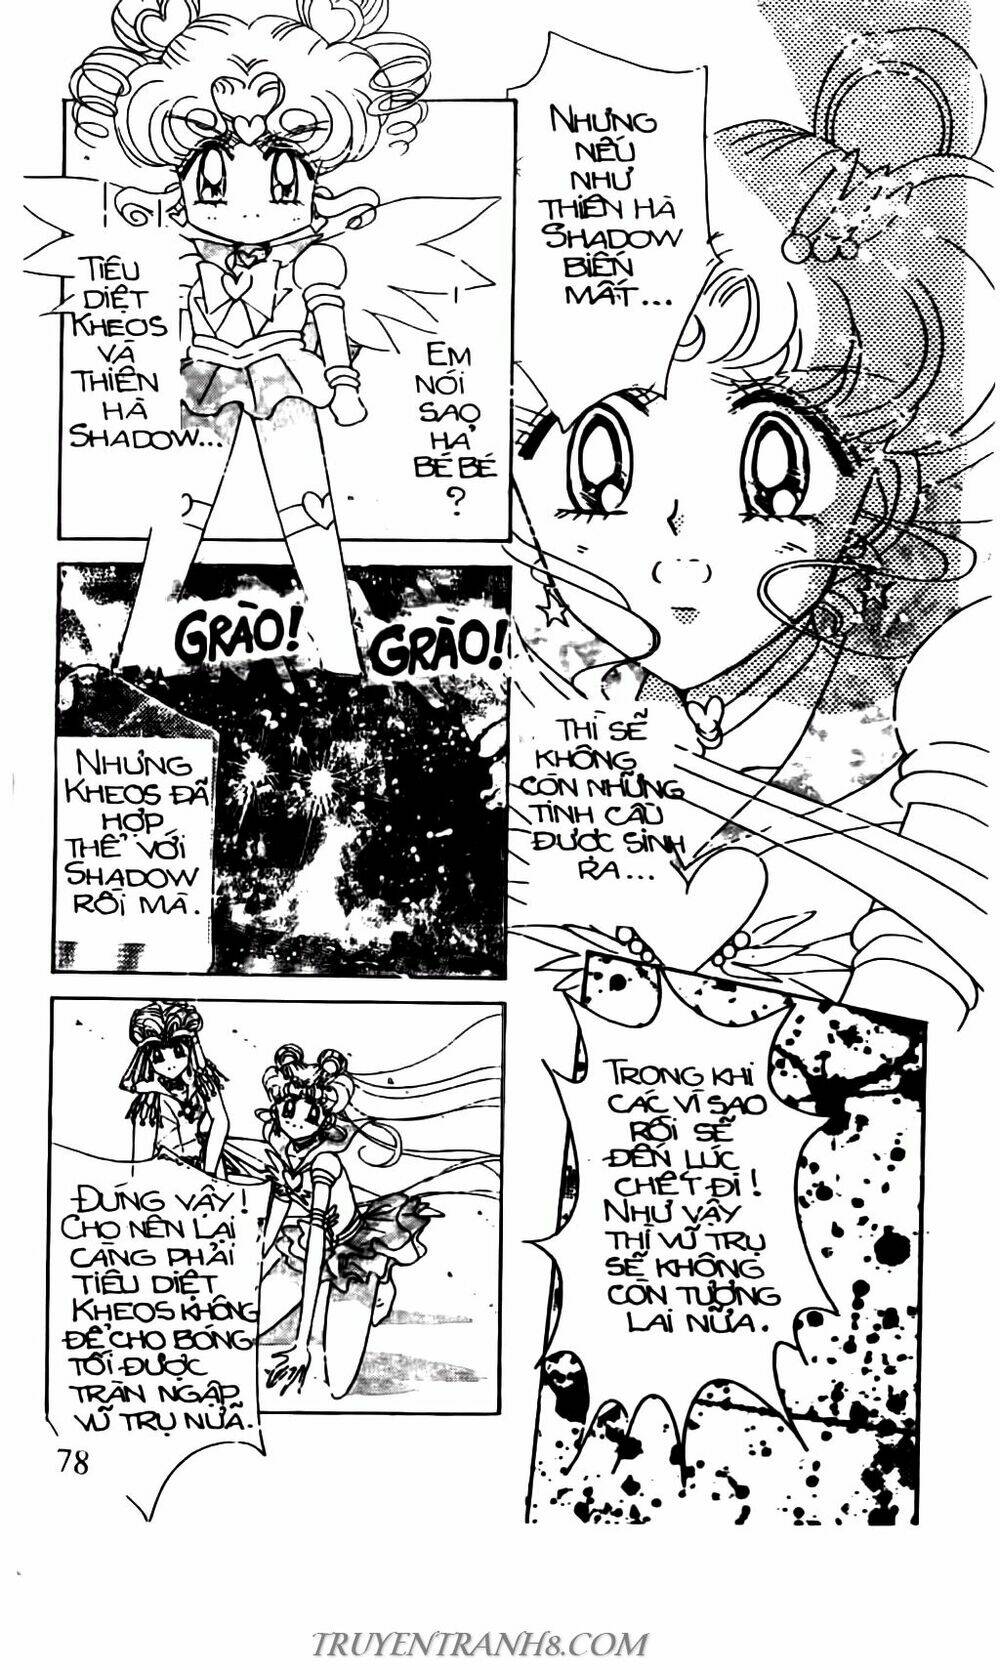 TIÊU
DIỆT
KHEOS
VÀ
THIÊN
HÀ
SHADOW...
EM
NÓI
SAO
HẢ
BÉ BÉ
?
NHƯNG
NẾU
NHƯ
THIÊN HÀ
SHADOW
BIẾN
MẤT...
GRÀO!
GRÀO!
NHƯNG
KHEOS ĐÃ
HỢP
THỂ VỚI
SHADOW
RỒI MÀ.
THÌ SẼ
KHÔNG
CÒN NHỮNG
TINH CẦU
ĐƯỢC SINH
RA...
ĐÚNG VẬY!
CHO NÊN LẠI
CÀNG PHẢI
TIÊU DIỆT
KHEOS KHÔNG
ĐỂ CHO BÓNG
TỐI ĐƯỢC
TRÀN NGẬP
VŨ TRỤ NỮA.
TRONG KHI
CÁC VÌ SAO
RỒI SẼ
ĐẾN LÚC
CHẾT ĐI!
NHƯ VẬY
THÌ VŨ TRỤ
SẼ KHÔNG
CÒN TƯƠNG
LAI NỮA.
78
TRUYENTRANH8.COM